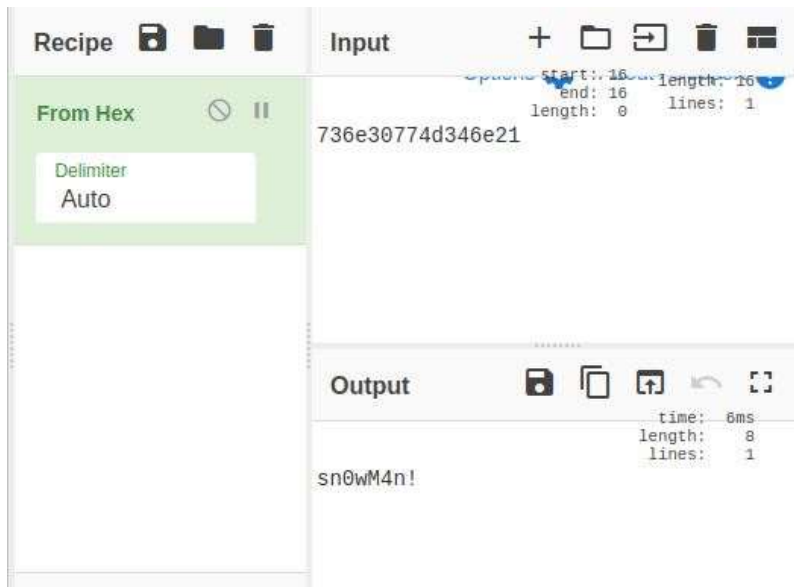 Recipe
Input
start: 16
end: 16
length: 0
length: 16
lines: 1
From Hex
736e30774d346e21
Delimiter
Auto
Output
time: 6ms
length: 8
lines: 1
sn0wM4n!